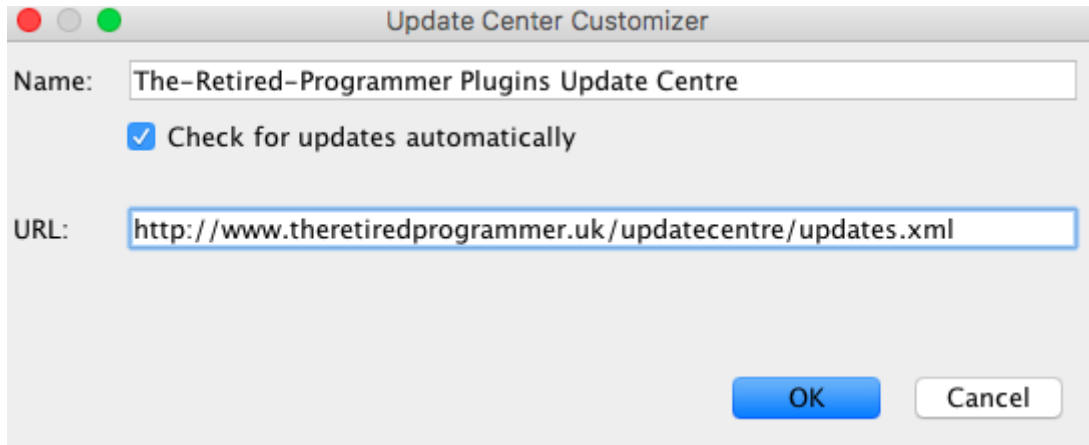 Update Center Customizer
Name: The-Retired-Programmer Plugins Update Centre
Check for updates automatically
URL: http://www.theretiredprogrammer.uk/updatecentre/updates.xml
OK Cancel